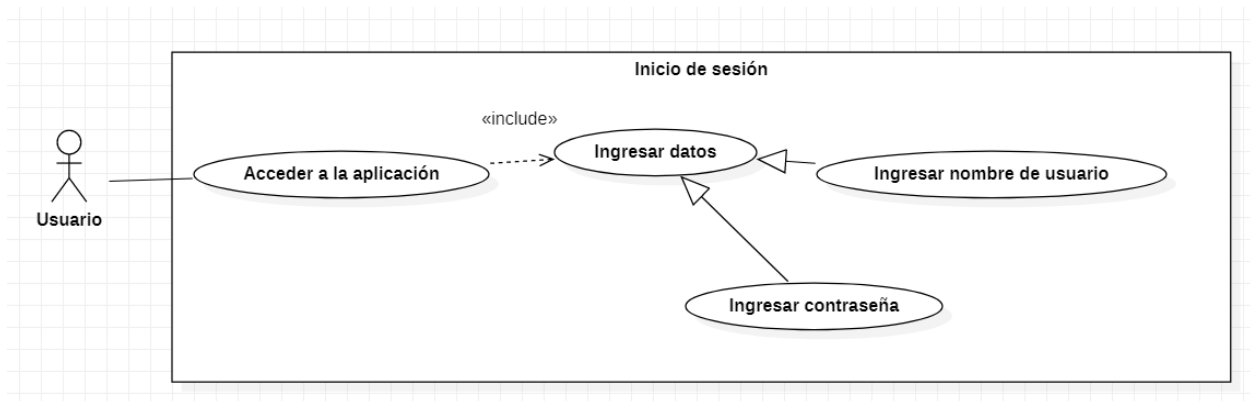 Inicio de sesión
«include»
Ingresar datos
Acceder a la aplicación
Ingresar nombre de usuario
Usuario
Ingresar contraseña